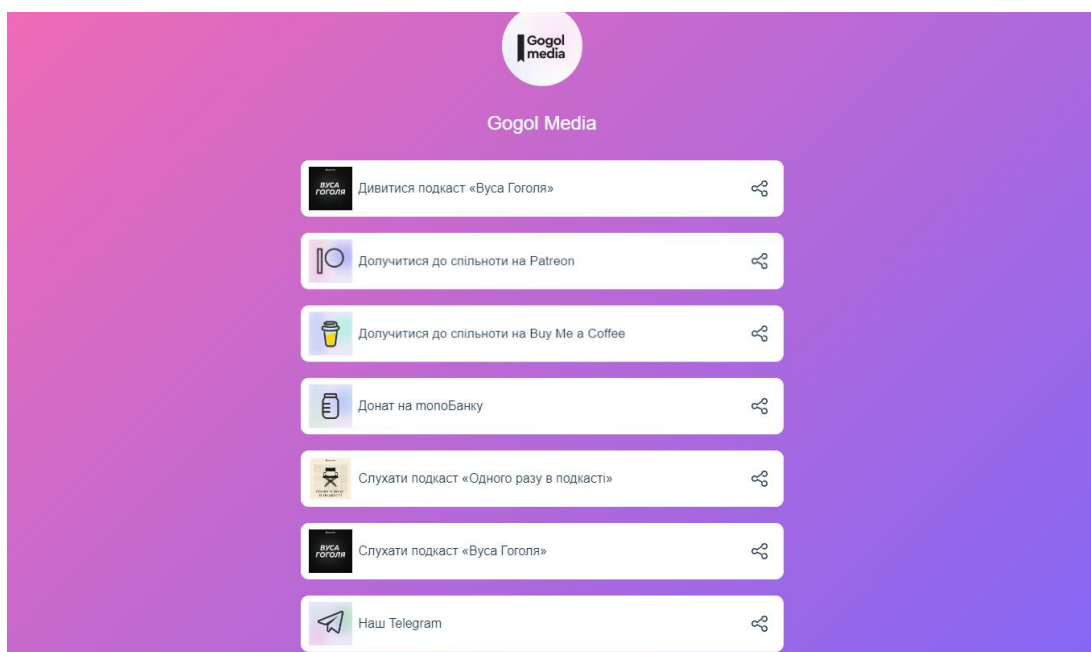 Gogol
media
Gogol Media
ВУСА
ГОГОЛЯ
Дивитися подкаст «Вуса Гоголя»
Долучитися до спільноти на Patreon
Долучитися до спільноти на Buy Me a Coffee
Донат на monoБанку
Слухати подкаст «Одного разу в подкасті»
ВУСА
ГОГОЛЯ
Слухати подкаст «Вуса Гоголя»
Наш Telegram